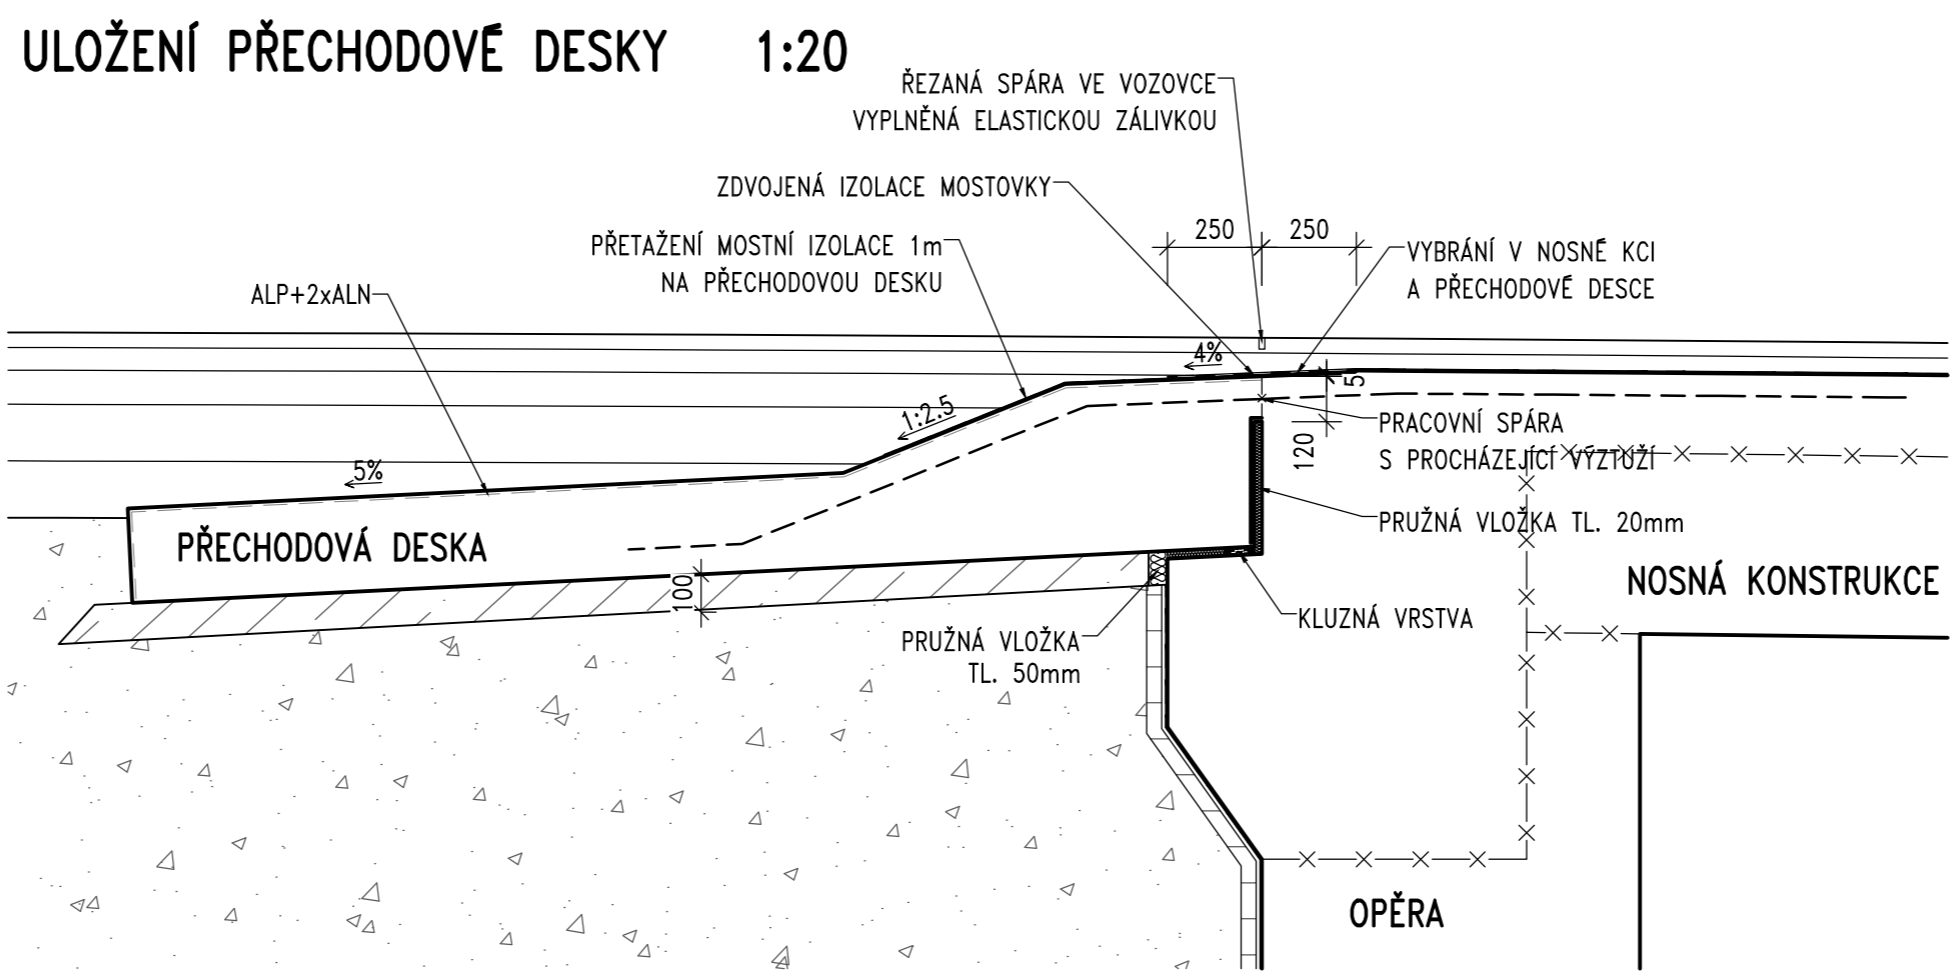 ULOŽENÍ PŘECHODOVÉ DESKY 1:20
ŘEZANÁ SPÁRA VE VOZOVCE
VYPLNĚNÁ ELASTICKOU ZÁLIVKOU
ZDVOJENÁ IZOLACE MOSTOVKY
PŘETAŽENÍ MOSTNÍ IZOLACE 1m
NA PŘECHODOVOU DESKU
250 250
VYBRÁNÍ V NOSNÉ KCI
A PŘECHODOVÉ DESCE
ALP+2xALN
4%
5
1:2.5
120
PRACOVNÍ SPÁRA
S PROCHÁZEJÍCÍ VÝZTUŽÍ
5%
PRUŽNÁ VLOŽKA TL. 20mm
PŘECHODOVÁ DESKA
100
NOSNÁ KONSTRUKCE
KLUZNÁ VRSTVA
PRUŽNÁ VLOŽKA
TL. 50mm
OPĚRA